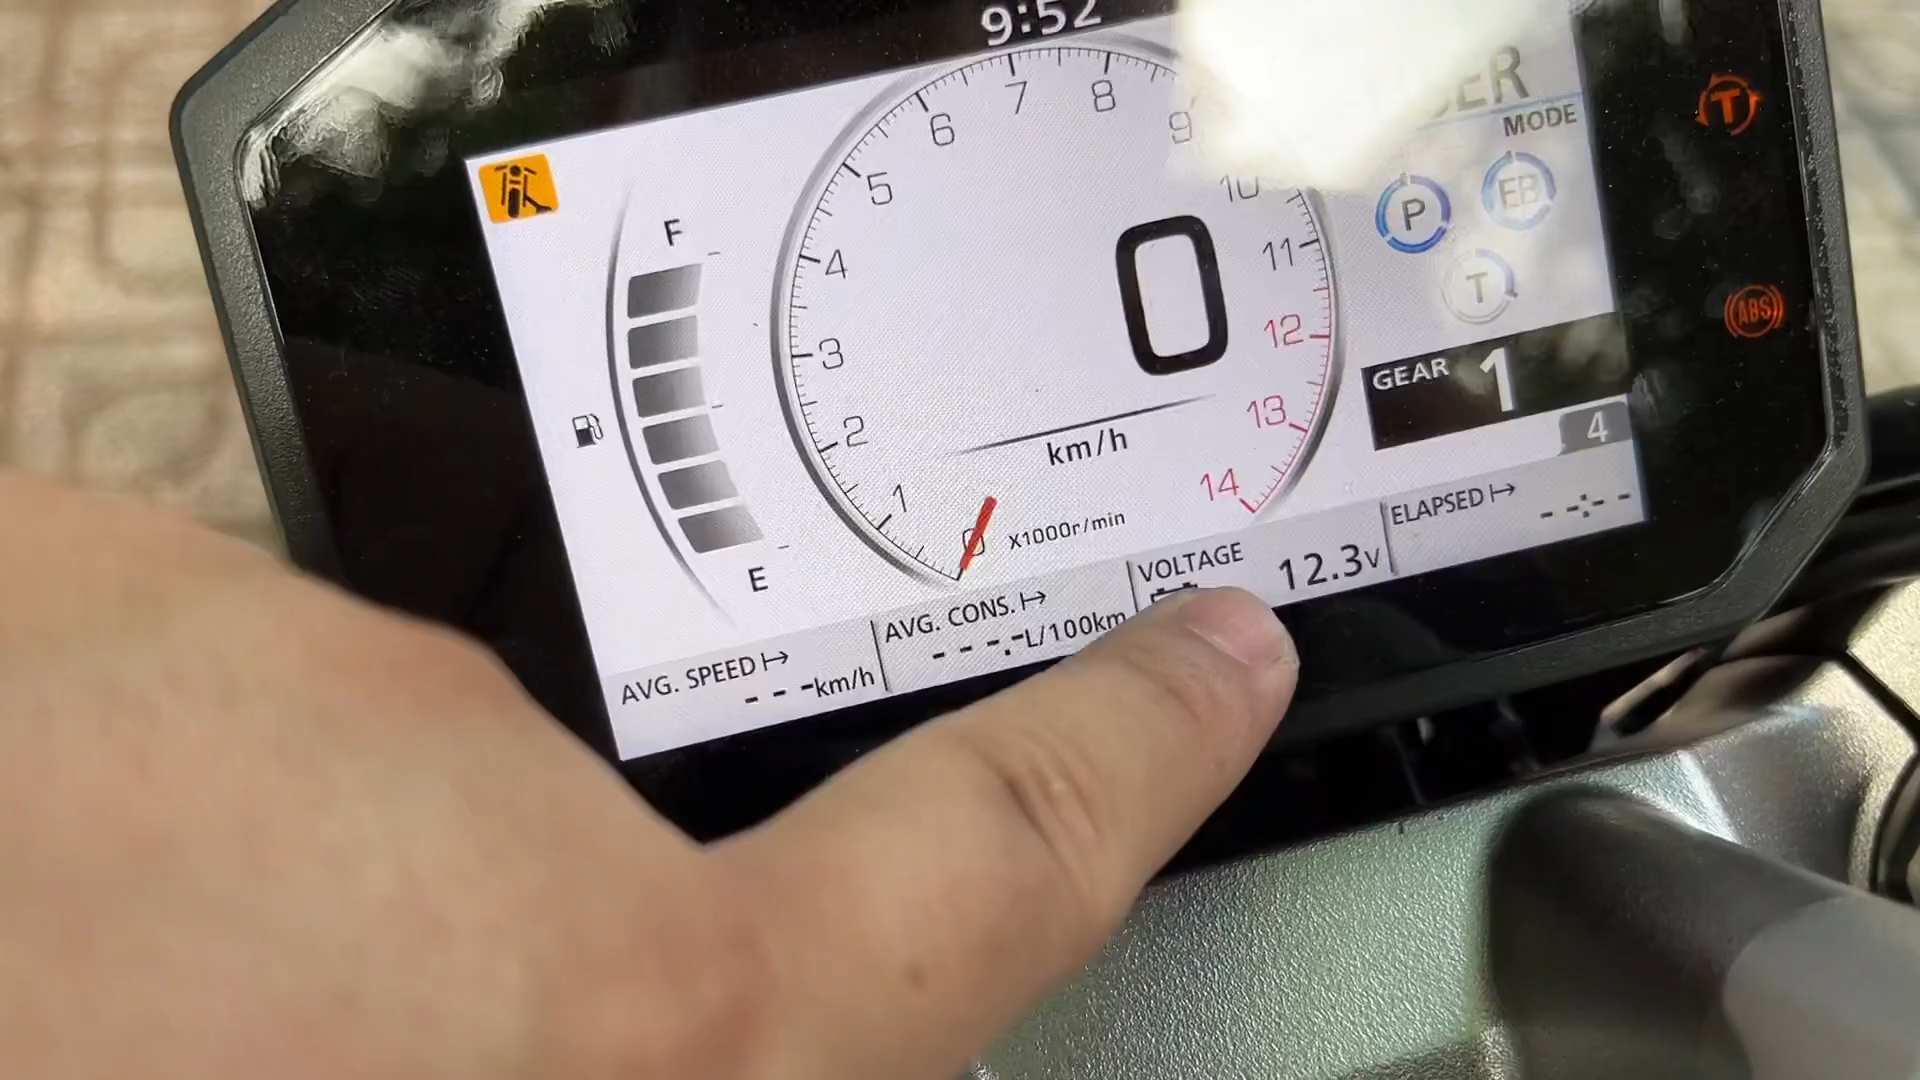 9:52
MODE
P
EB
T
T
ABS
F
E
0
1
2
3
4
5
6
7
8
9
10
11
12
13
14
0
km/h
x1000r/min
GEAR 1
4
AVG. SPEED
- - -km/h
AVG. CONS.
- - -.-L/100km
VOLTAGE
12.3V
ELAPSED
- -:- -